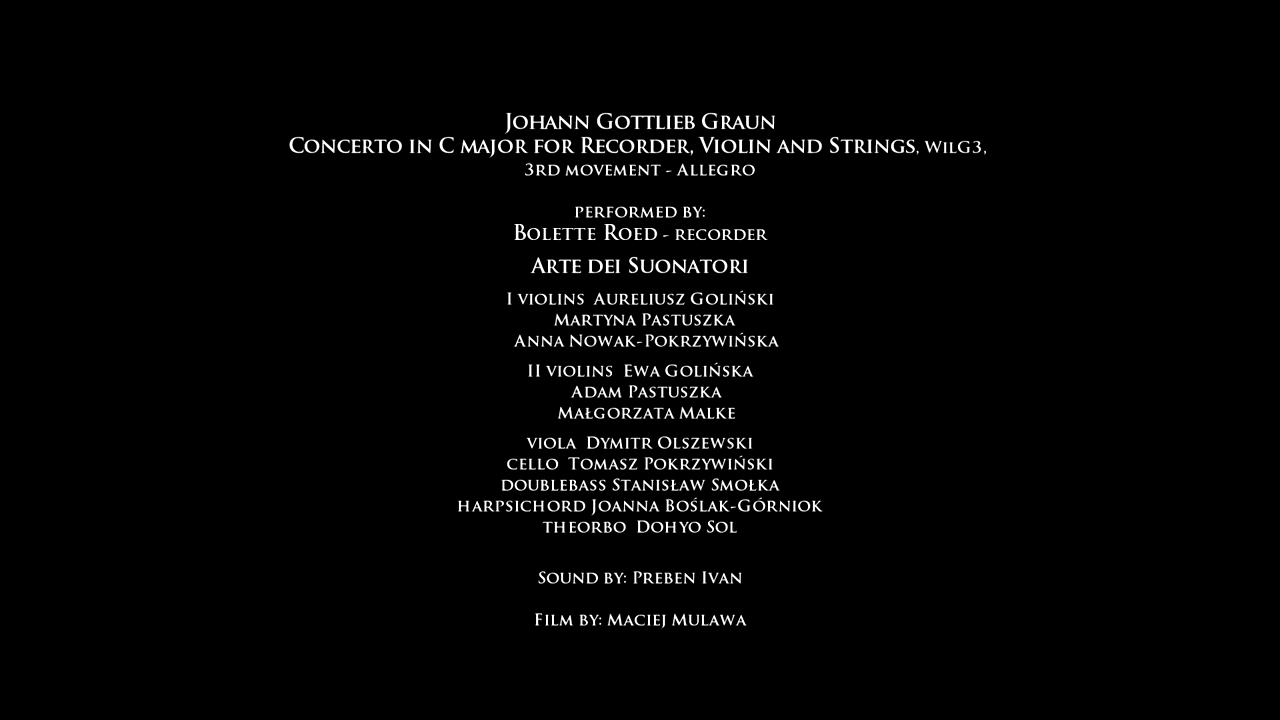 Johann Gottlieb Graun
Concerto in C major for Recorder, Violin and Strings, WilG3,
3rd movement - Allegro
performed by:
Bolette Roed - recorder
Arte dei Suonatori
I violins Aureliusz Goliński
Martyna Pastuszka
Anna Nowak-Pokrzywińska
II violins Ewa Golińska
Adam Pastuszka
Małgorzata Malke
viola Dymitr Olszewski
cello Tomasz Pokrzywiński
doublebass Stanisław Smołka
harpsichord Joanna Boślak-Górniok
theorbo Dohyo Sol
Sound by: Preben Ivan
Film by: Maciej Mulawa